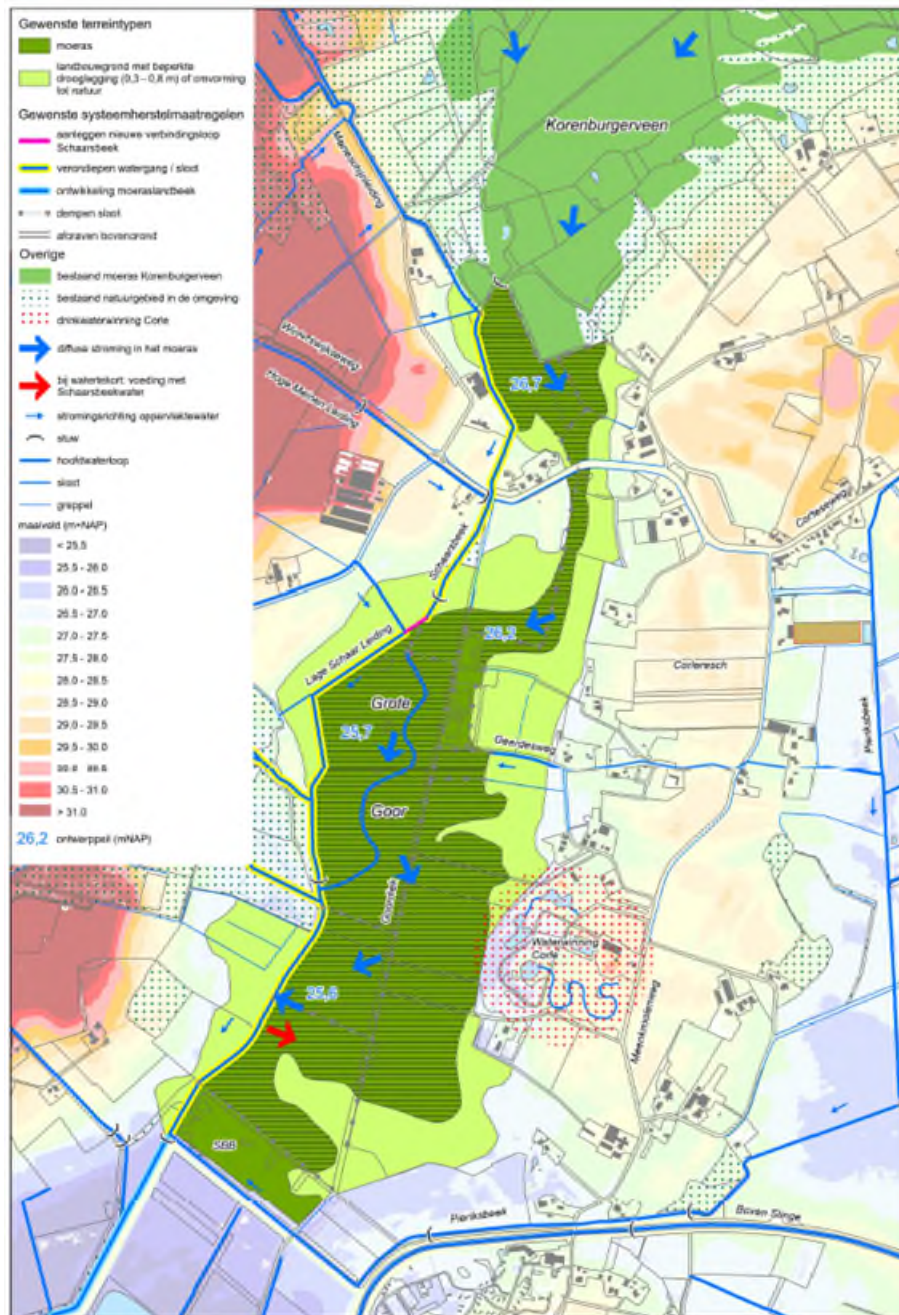 Gewenste terreintypen
moeras
landbouwgrond met beperkte
drooglegging (0,3 – 0,8 m) of omvorming
tot natuur
Gewenste systeemherstelmaatregelen
aanleggen nieuwe verbindingsloop
Schaarsbeek
verondiepen watergang / sloot
ontwikkeling moeraslandbeek
dempen sloot
afgraven bovengrond
Overige
bestaand moeras Korenburgerveen
bestaand natuurgebied in de omgeving
drinkwaterwinning Corle
diffuse stroming in het moeras
bij watertekort: voeding met
Schaarsbeekwater
stromingsrichting oppervlaktewater
stuw
hoofdwaterloop
sloot
greppel
maaiveld (m+NAP)
< 25,5
25,5 - 26,0
26,0 - 26,5
26,5 - 27,0
27,0 - 27,5
27,5 - 28,0
28,0 - 28,5
28,5 - 29,0
29,0 - 29,5
29,5 - 30,0
30,5 - 31,0
> 31,0
26,2 ontwerppeil (mNAP)
Korenburgerveen
26,7
Schaarsbeek
Corleseweg
26,2
Lage Schaar Leiding
Corleresch
Grote
25,7
Geerdesweg
Pieriksbeek
Goor
Waterwinning
Corle
25,6
Meenkmolenweg
SBB
Pieriksbeek
Boven Slinge